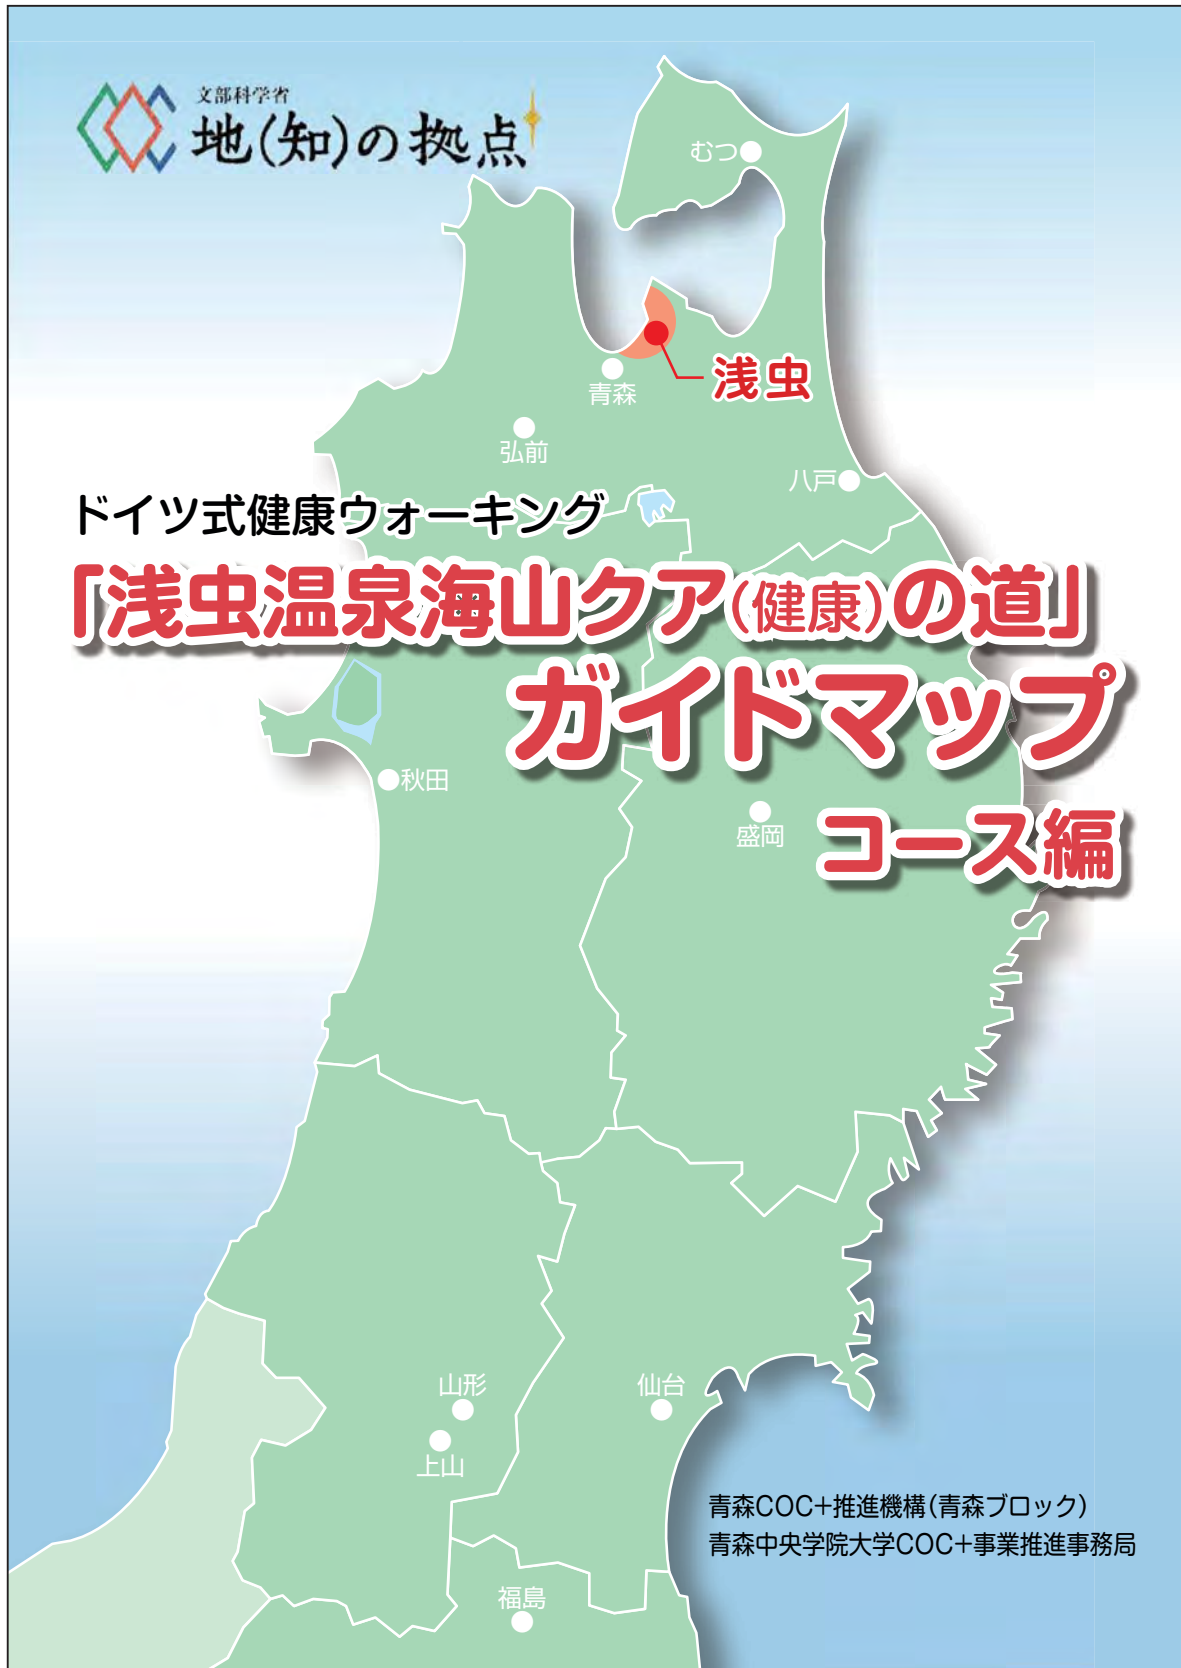 文部科学省
地(知)の拠点
むつ
浅虫
青森
弘前
八戸
ドイツ式健康ウォーキング
「浅虫温泉海山クア(健康)の道」
ガイドマップ
秋田
盛岡
コース編
山形
仙台
上山
青森COC+推進機構(青森ブロック)
青森中央学院大学COC+事業推進事務局
福島